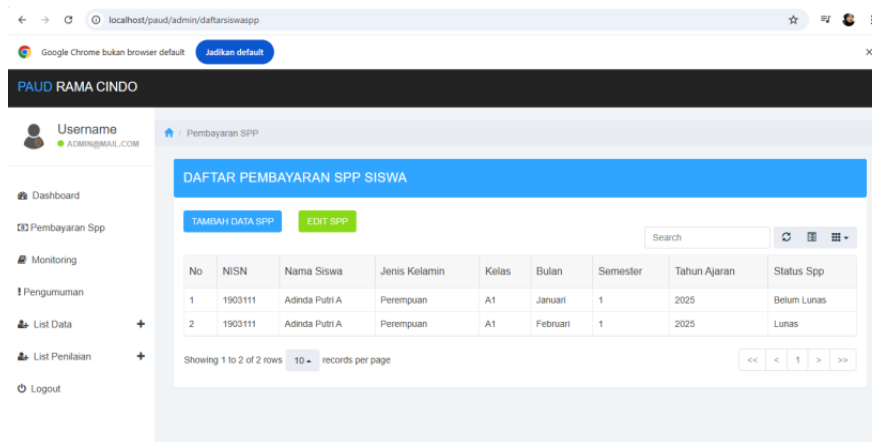 localhost/paud/admin/daftarsiswaspp
Google Chrome bukan browser default Jadikan default
PAUD RAMA CINDO
Username
ADMIN@MAIL.COM
Pembayaran SPP
DAFTAR PEMBAYARAN SPP SISWA
Dashboard
Pembayaran Spp
Monitoring
Pengumuman
List Data
List Penilaian
Logout
TAMBAH DATA SPP EDIT SPP
Search
No NISN Nama Siswa Jenis Kelamin Kelas Bulan Semester Tahun Ajaran Status Spp
1 1903111 Adinda Putri A Perempuan A1 Januari 1 2025 Belum Lunas
2 1903111 Adinda Putri A Perempuan A1 Februari 1 2025 Lunas
Showing 1 to 2 of 2 rows 10 records per page
<< < 1 > >>